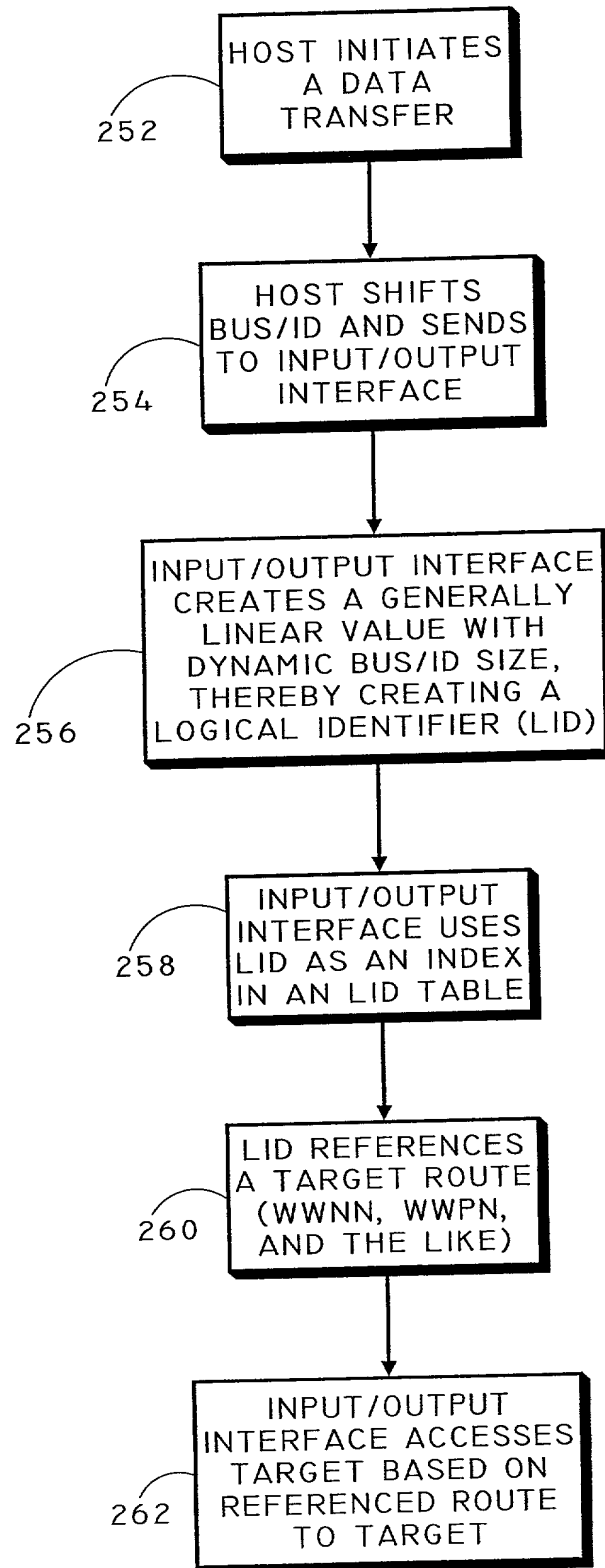 HOST INITIATES
A DATA
TRANSFER
252
HOST SHIFTS
BUS/ID AND SENDS
TO INPUT/OUTPUT
INTERFACE
254
INPUT/OUTPUT INTERFACE
CREATES A GENERALLY
LINEAR VALUE WITH
DYNAMIC BUS/ID SIZE,
THEREBY CREATING A
LOGICAL IDENTIFIER (LID)
256
INPUT/OUTPUT
INTERFACE USES
LID AS AN INDEX
IN AN LID TABLE
258
LID REFERENCES
A TARGET ROUTE
(WWNN, WWPN,
AND THE LIKE)
260
INPUT/OUTPUT
INTERFACE ACCESSES
TARGET BASED ON
REFERENCED ROUTE
TO TARGET
262